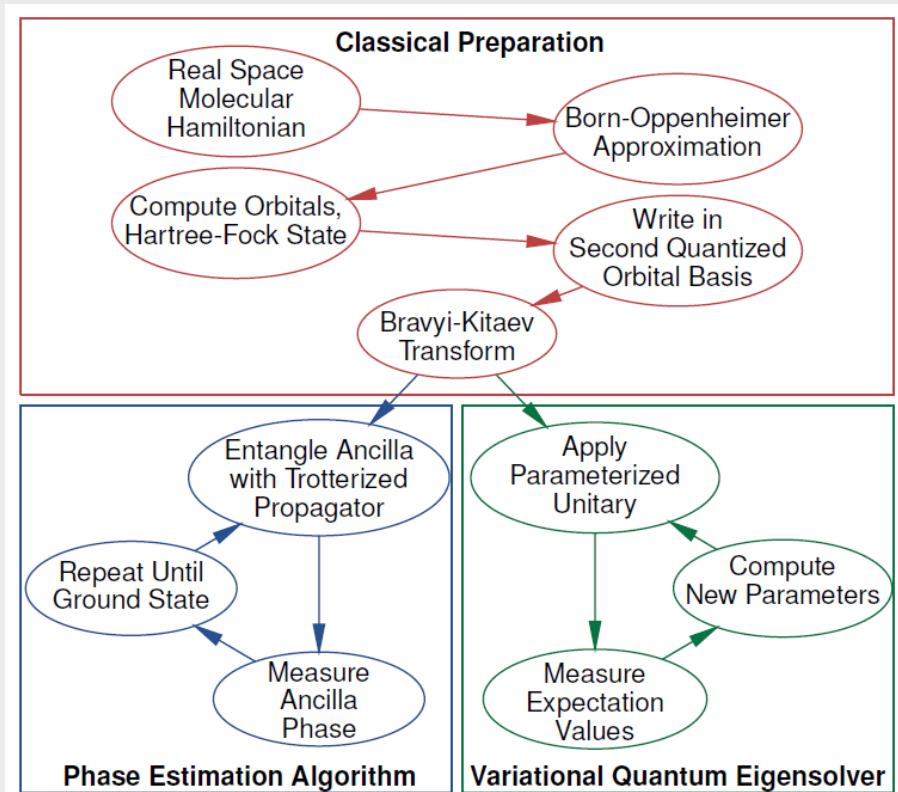 Classical Preparation
Real Space
Molecular
Hamiltonian
Born-Oppenheimer
Approximation
Compute Orbitals,
Hartree-Fock State
Write in
Second Quantized
Orbital Basis
Bravyi-Kitaev
Transform
Entangle Ancilla
with Trotterized
Propagator
Repeat Until
Ground State
Measure
Ancilla
Phase
Phase Estimation Algorithm
Apply
Parameterized
Unitary
Compute
New Parameters
Measure
Expectation
Values
Variational Quantum Eigensolver